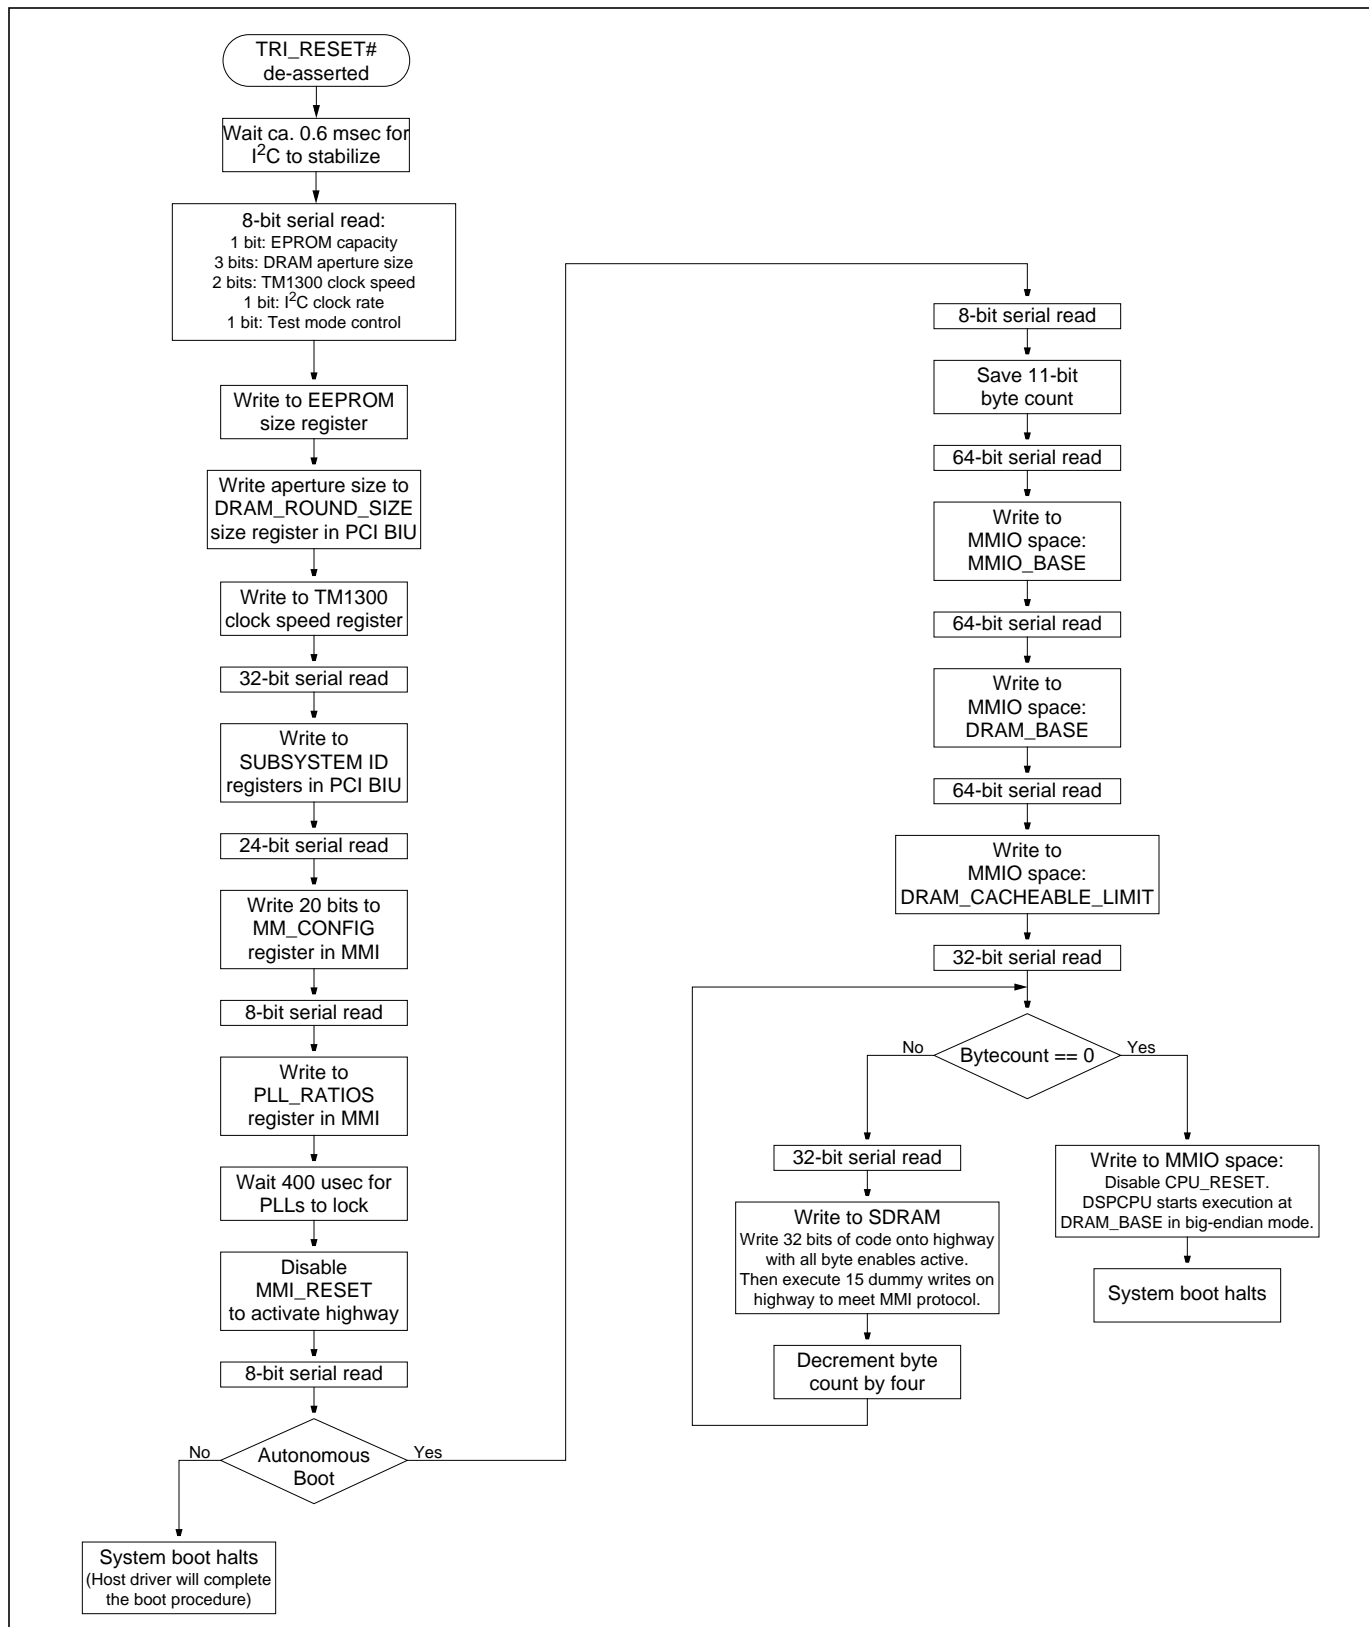 TRI_RESET#
de-asserted
Wait ca. 0.6 msec for
I²C to stabilize
8-bit serial read:
1 bit: EPROM capacity
3 bits: DRAM aperture size
2 bits: TM1300 clock speed
1 bit: I²C clock rate
1 bit: Test mode control
Write to EEPROM
size register
Write aperture size to
DRAM_ROUND_SIZE
size register in PCI BIU
Write to TM1300
clock speed register
32-bit serial read
Write to
SUBSYSTEM ID
registers in PCI BIU
24-bit serial read
Write 20 bits to
MM_CONFIG
register in MMI
8-bit serial read
Write to
PLL_RATIOS
register in MMI
Wait 400 usec for
PLLs to lock
Disable
MMI_RESET
to activate highway
8-bit serial read
No
Autonomous
Boot
Yes
System boot halts
(Host driver will complete
the boot procedure)
8-bit serial read
Save 11-bit
byte count
64-bit serial read
Write to
MMIO space:
MMIO_BASE
64-bit serial read
Write to
MMIO space:
DRAM_BASE
64-bit serial read
Write to
MMIO space:
DRAM_CACHEABLE_LIMIT
32-bit serial read
No
Bytecount == 0
Yes
32-bit serial read
Write to SDRAM
Write 32 bits of code onto highway
with all byte enables active.
Then execute 15 dummy writes on
highway to meet MMI protocol.
Decrement byte
count by four
Write to MMIO space:
Disable CPU_RESET.
DSPCPU starts execution at
DRAM_BASE in big-endian mode.
System boot halts